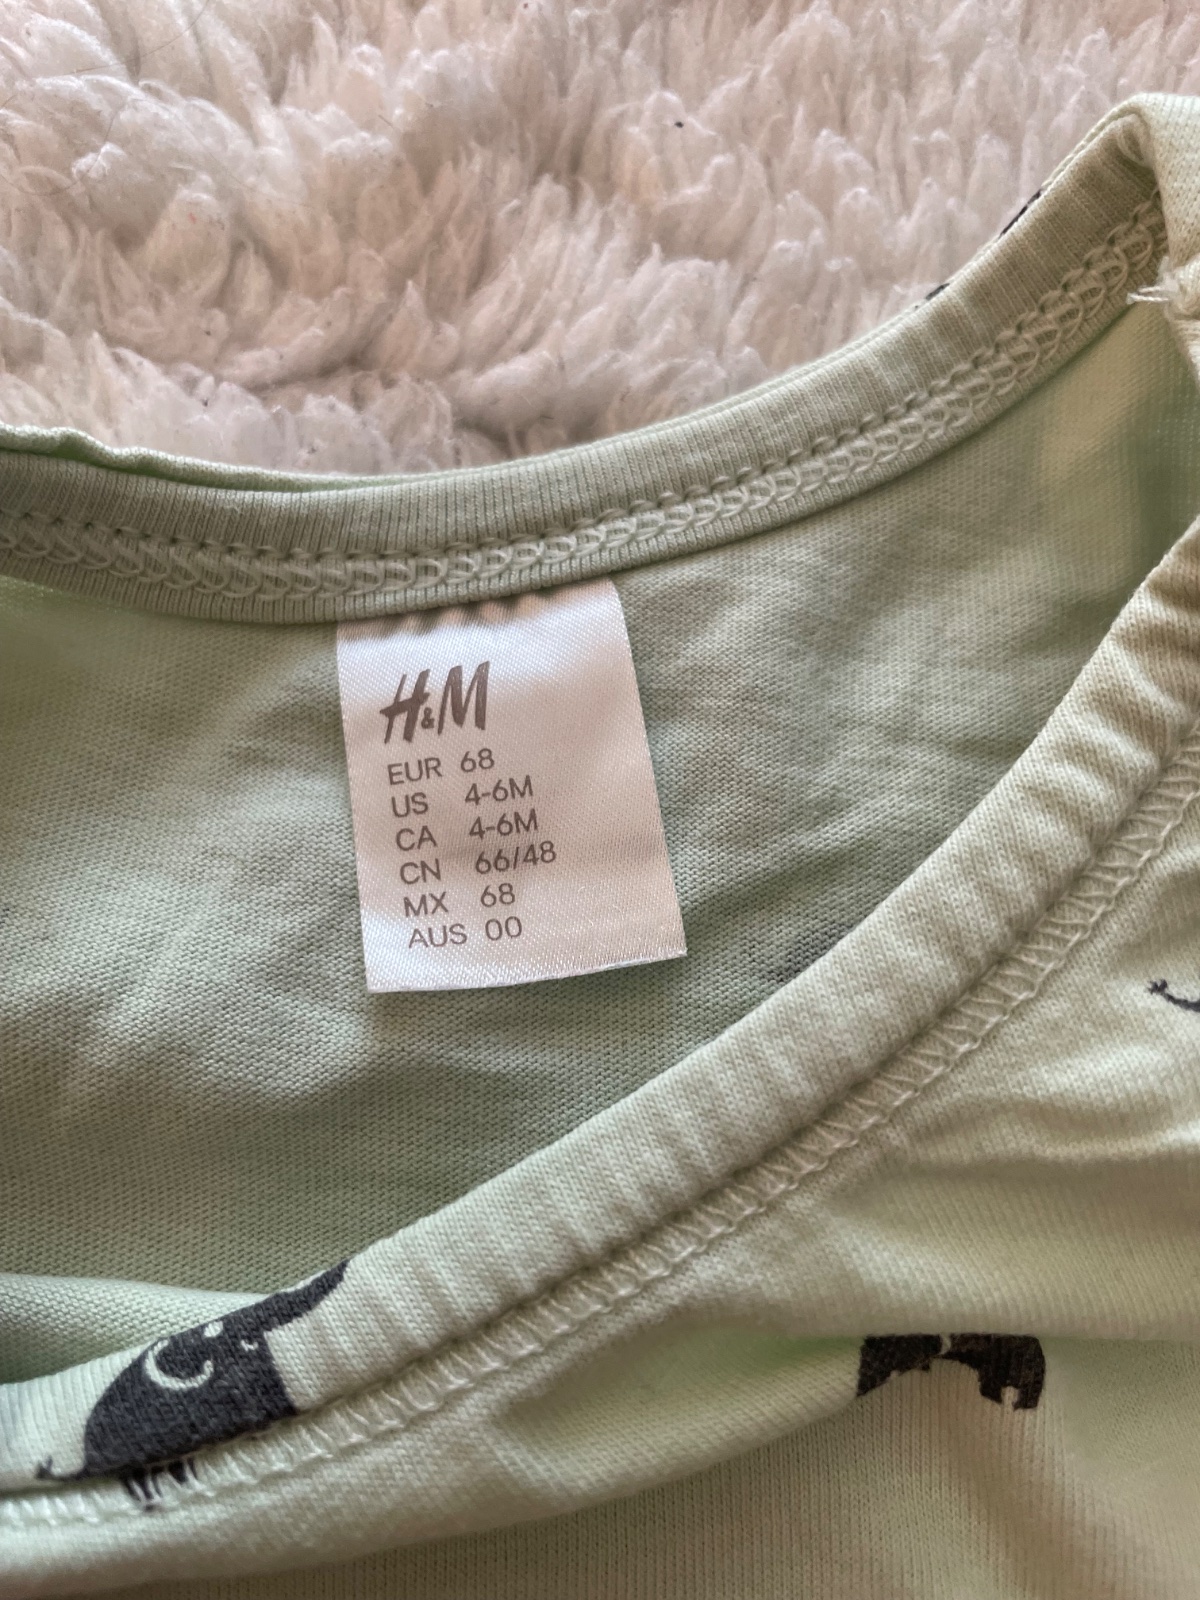 H&M
EUR 68
US 4-6M
CA 4-6M
CN 66/48
MX 68
AUS 00